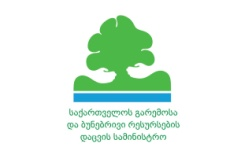 საქართველოს გარემოსა
და ბუნებრივი რესურსების
დაცვის სამინისტრო